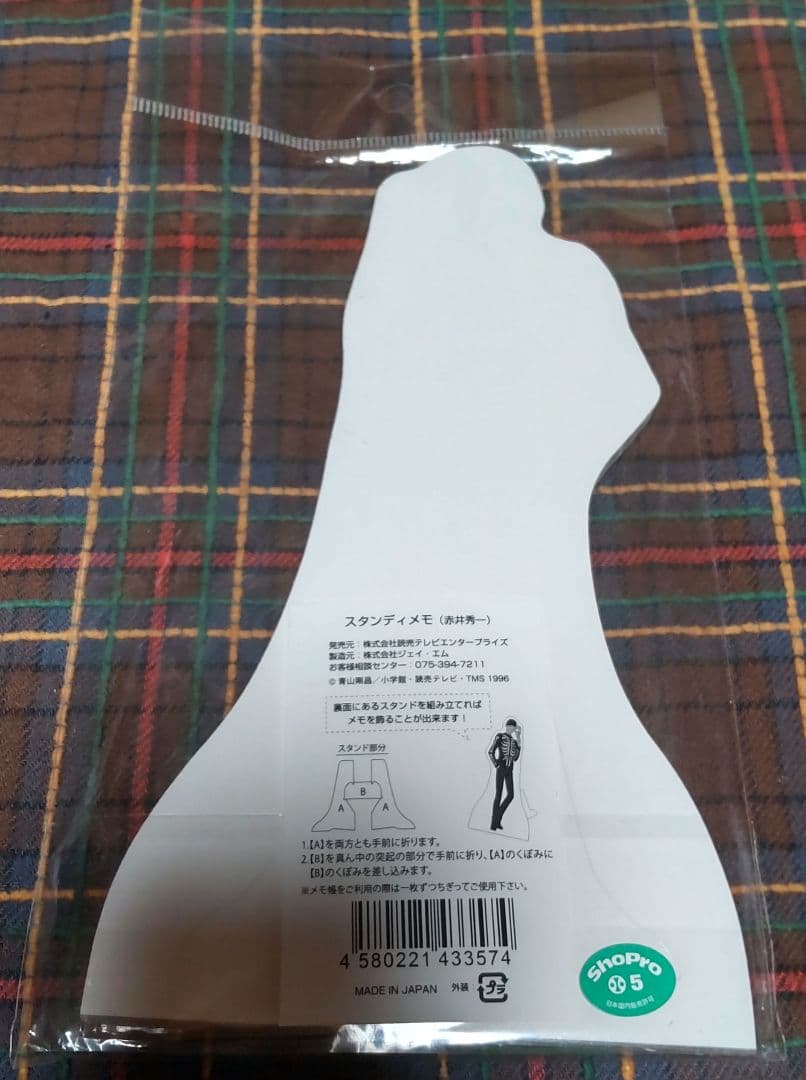 スタンディメモ（赤井秀一）
発売元：株式会社読売テレビエンタープライズ
製造元：株式会社ジェイ・エム
お客様相談センター：075-394-7211
© 青山剛昌／小学館・読売テレビ・TMS 1996
裏面にあるスタンドを組み立てれば
メモを飾ることが出来ます！
スタンド部分
B
A A
1.【A】を両方とも手前に折ります。
2.【B】を真ん中の突起の部分で手前に折り、【A】のくぼみに
【B】のくぼみを差し込みます。
※メモ帳をご利用の際は一枚ずつちぎってご使用下さい。
4 580221 433574
MADE IN JAPAN 外装： プラ
ShoPro
5
日本国内販売許可